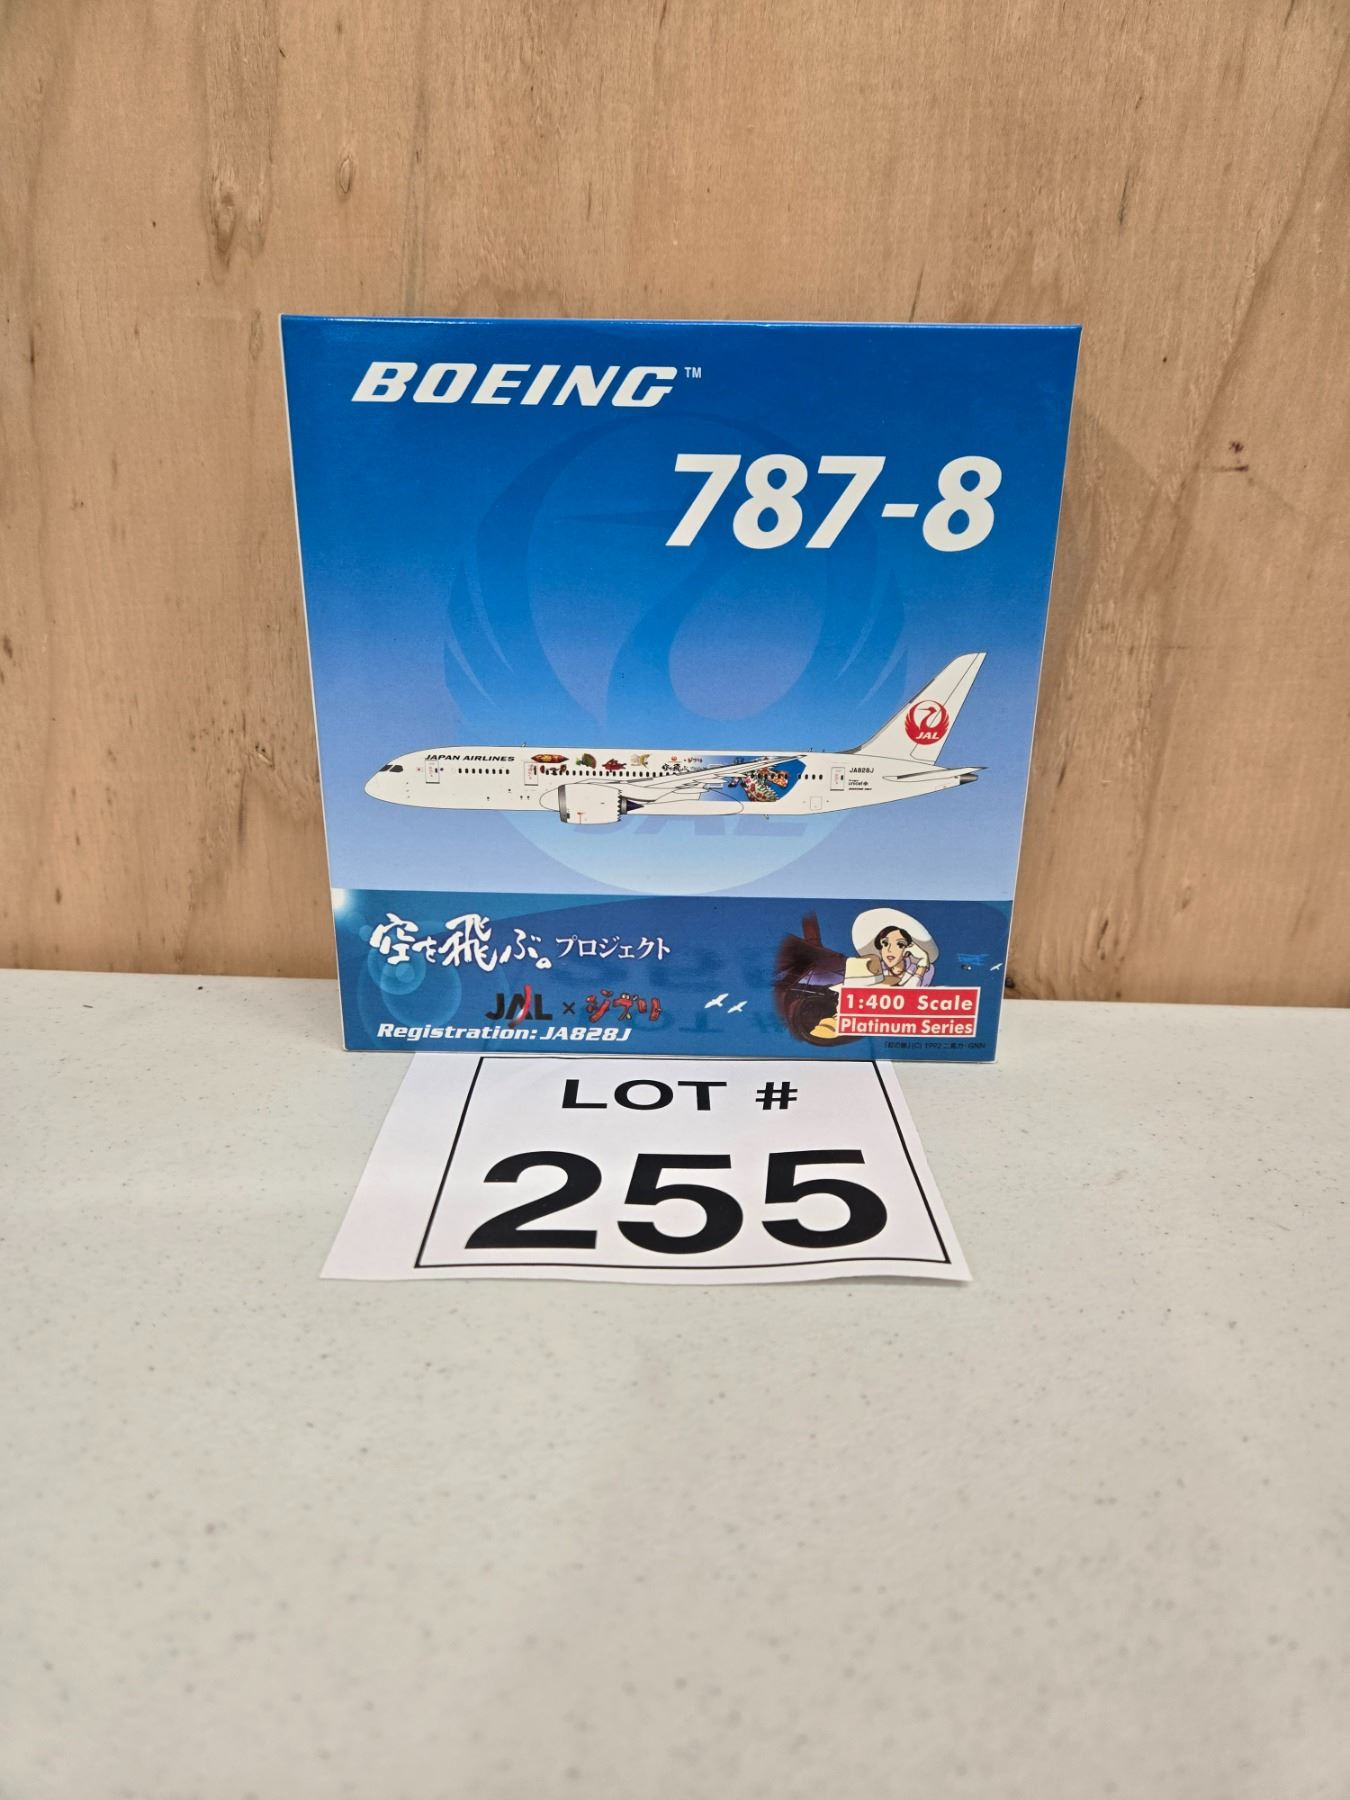 BOEING™
787-8
JAL
JAPAN AIRLINES
JA828J
unicef
空を飛ぶ。プロジェクト
JAL × ジブリ
Registration: JA828J
1:400 Scale
Platinum Series
LOT #
255